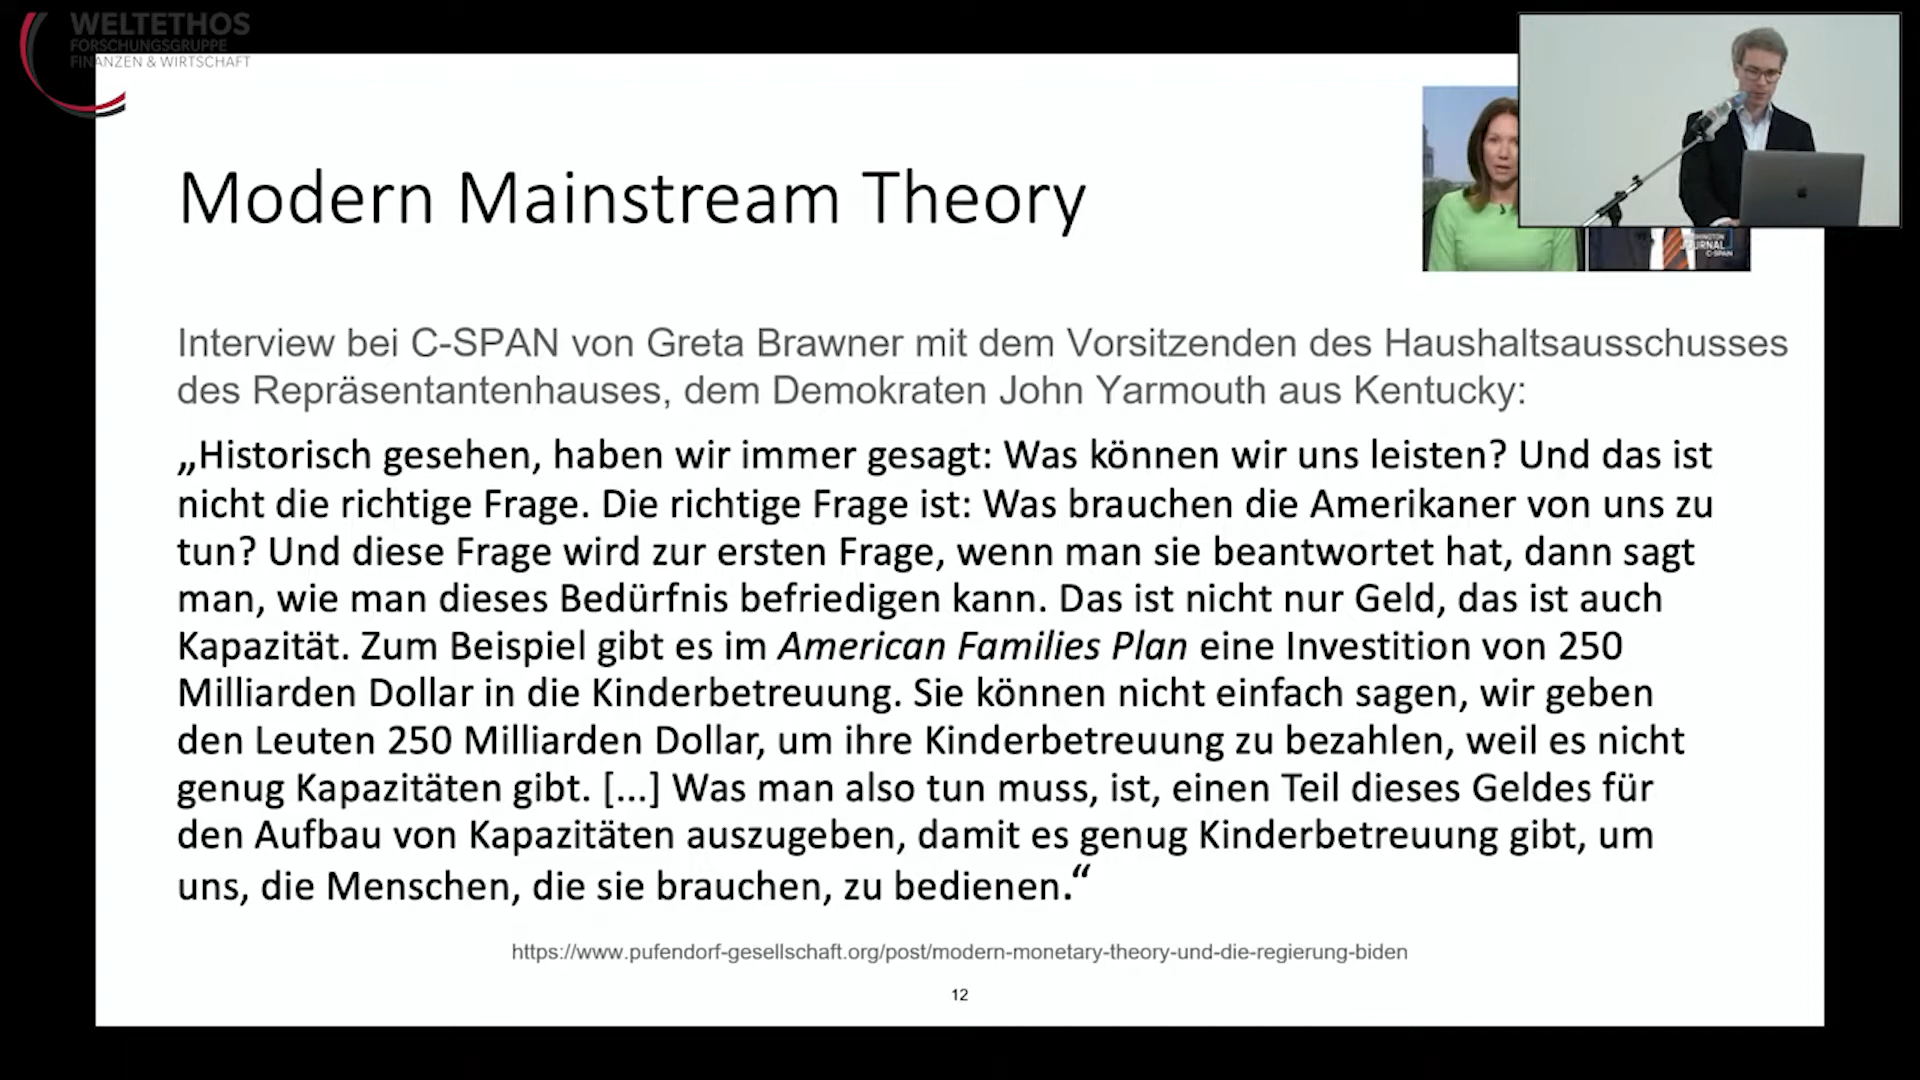 WELTETHOS
FORSCHUNGSGRUPPE
FINANZEN & WIRTSCHAFT
Modern Mainstream Theory
JOURNAL
C-SPAN
Interview bei C-SPAN von Greta Brawner mit dem Vorsitzenden des Haushaltsausschusses
des Repräsentantenhauses, dem Demokraten John Yarmouth aus Kentucky:
„Historisch gesehen, haben wir immer gesagt: Was können wir uns leisten? Und das ist
nicht die richtige Frage. Die richtige Frage ist: Was brauchen die Amerikaner von uns zu
tun? Und diese Frage wird zur ersten Frage, wenn man sie beantwortet hat, dann sagt
man, wie man dieses Bedürfnis befriedigen kann. Das ist nicht nur Geld, das ist auch
Kapazität. Zum Beispiel gibt es im American Families Plan eine Investition von 250
Milliarden Dollar in die Kinderbetreuung. Sie können nicht einfach sagen, wir geben
den Leuten 250 Milliarden Dollar, um ihre Kinderbetreuung zu bezahlen, weil es nicht
genug Kapazitäten gibt. [...] Was man also tun muss, ist, einen Teil dieses Geldes für
den Aufbau von Kapazitäten auszugeben, damit es genug Kinderbetreuung gibt, um
uns, die Menschen, die sie brauchen, zu bedienen.“
https://www.pufendorf-gesellschaft.org/post/modern-monetary-theory-und-die-regierung-biden
12